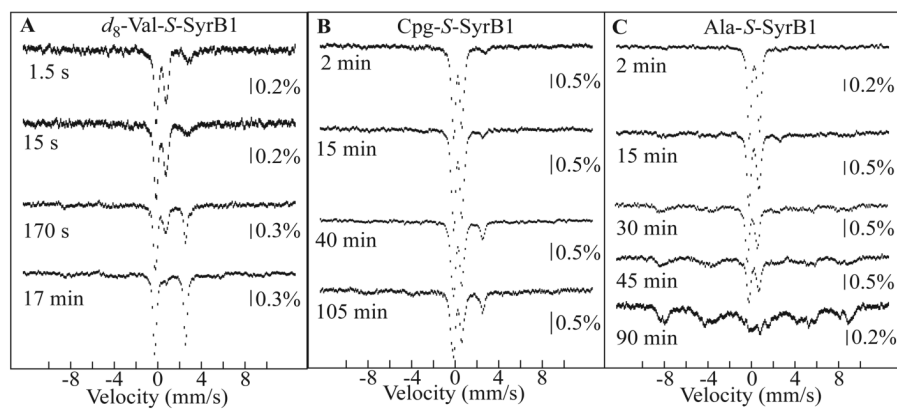 A d8-Val-S-SyrB1
1.5 s
0.2%
15 s
0.2%
170 s
0.3%
17 min
0.3%
-8 -4 0 4 8
Velocity (mm/s)
B Cpg-S-SyrB1
2 min
0.5%
15 min
0.5%
40 min
0.5%
105 min
0.5%
-8 -4 0 4 8
Velocity (mm/s)
C Ala-S-SyrB1
2 min
0.2%
15 min
0.5%
30 min
0.5%
45 min
0.5%
90 min
0.2%
-8 -4 0 4 8
Velocity (mm/s)